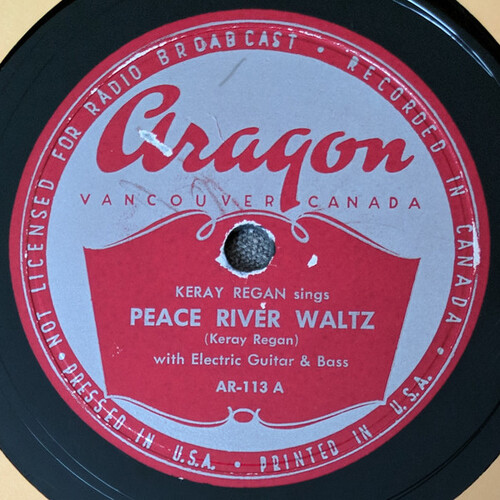 NOT LICENSED FOR RADIO BROADCAST • RECORDED IN CANADA •
Aragon
VANCOUVER CANADA
KERAY REGAN sings
PEACE RIVER WALTZ
(Keray Regan)
with Electric Guitar & Bass
AR-113 A
PRESSED IN U.S.A. • PRINTED IN U.S.A.